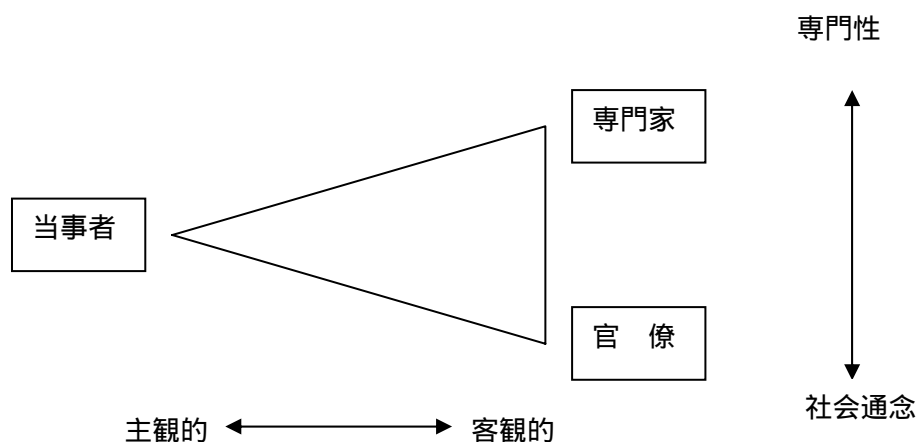 専門性
専門家
当事者
官　僚
社会通念
主観的
客観的